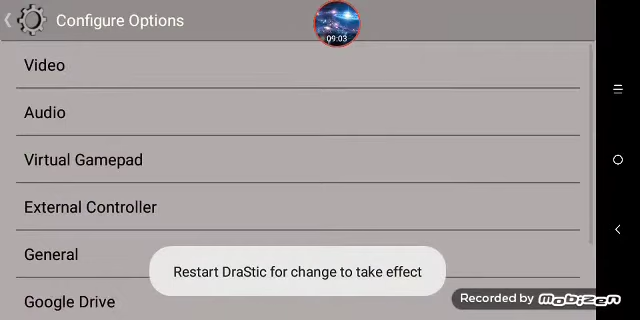 Configure Options
09:03
Video
Audio
Virtual Gamepad
External Controller
General
Restart DraStic for change to take effect
Google Drive
Recorded by Mobizen